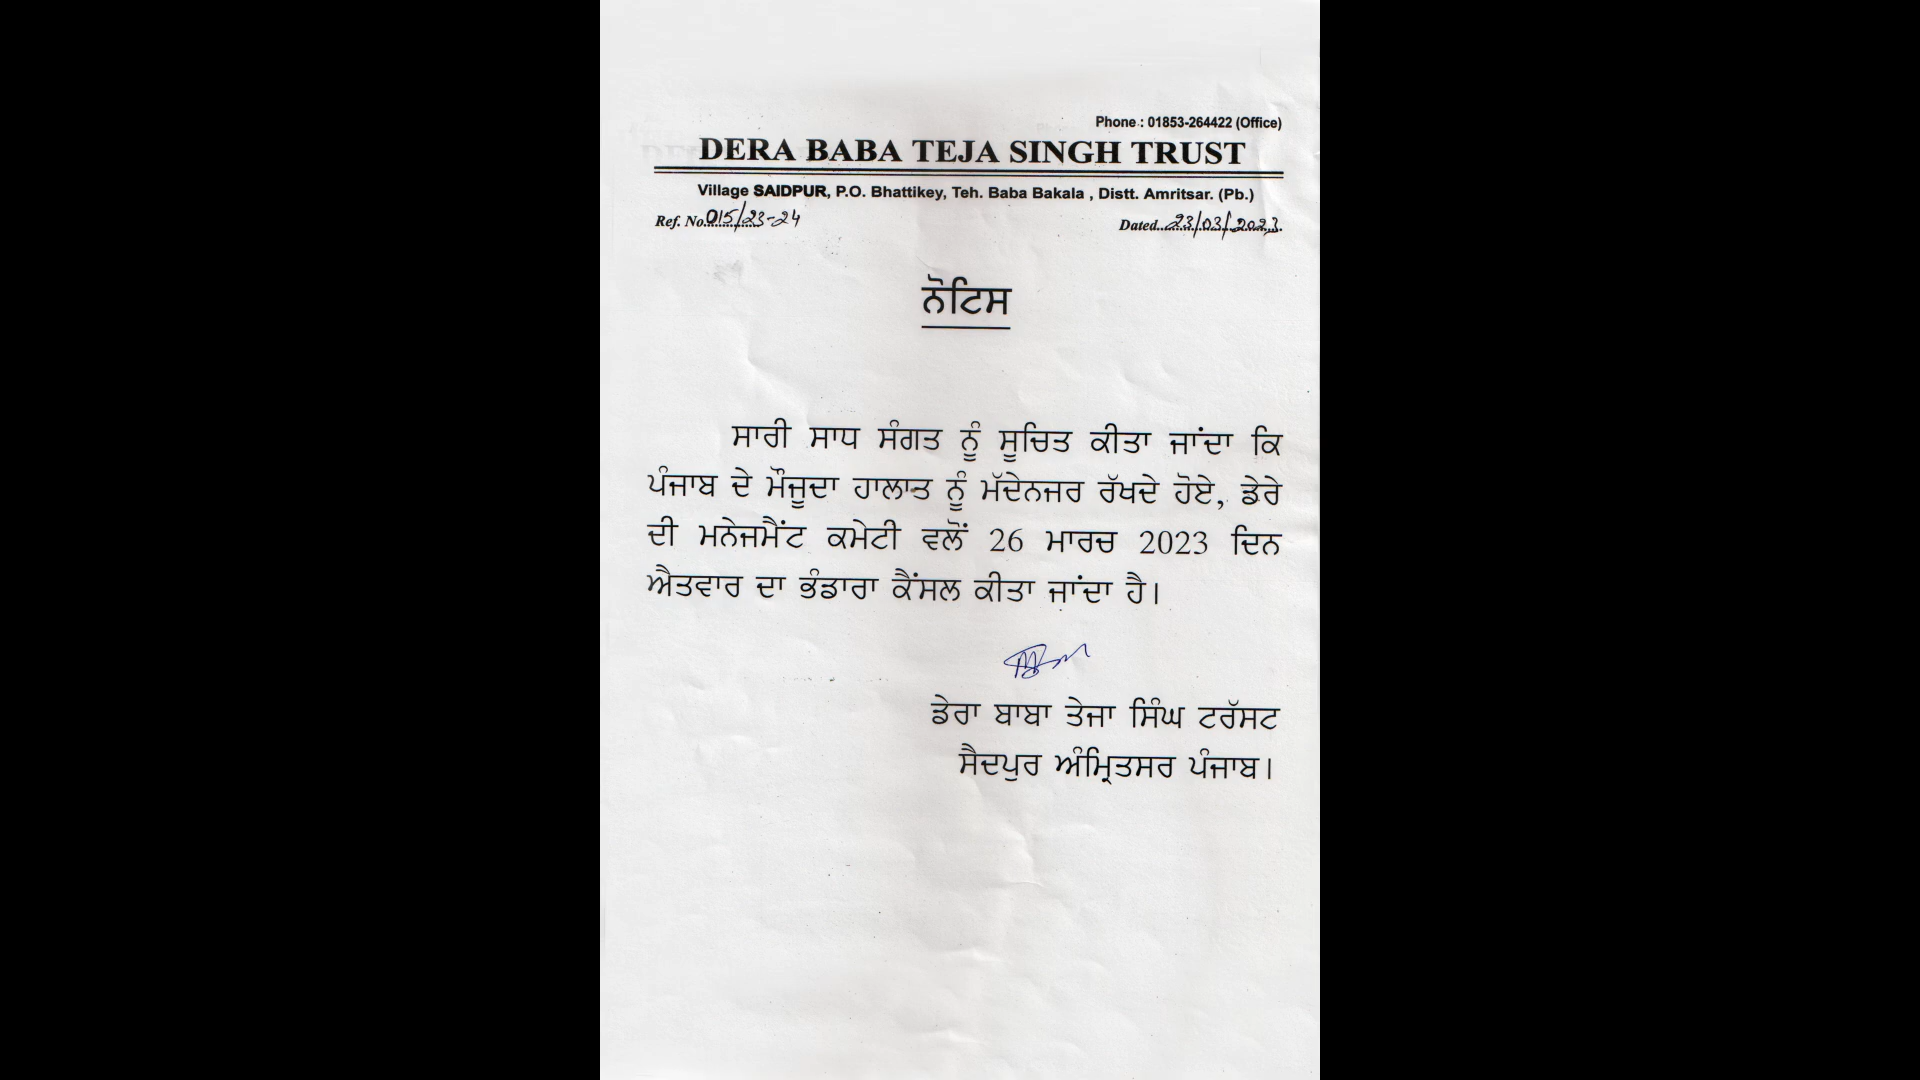 Phone : 01853-264422 (Office)
DERA BABA TEJA SINGH TRUST
Village SAIDPUR, P.O. Bhattikey, Teh. Baba Bakala , Distt. Amritsar. (Pb.)
Ref. No. 015/23-24 Dated. 23/03/2023
ਨੋਟਿਸ
ਸਾਰੀ ਸਾਧ ਸੰਗਤ ਨੂੰ ਸੂਚਿਤ ਕੀਤਾ ਜਾਂਦਾ ਕਿ
ਪੰਜਾਬ ਦੇ ਮੌਜੂਦਾ ਹਾਲਾਤ ਨੂੰ ਮੱਦੇਨਜਰ ਰੱਖਦੇ ਹੋਏ, ਡੇਰੇ
ਦੀ ਮਨੇਜਮੈਂਟ ਕਮੇਟੀ ਵਲੋਂ 26 ਮਾਰਚ 2023 ਦਿਨ
ਐਤਵਾਰ ਦਾ ਭੰਡਾਰਾ ਕੈਂਸਲ ਕੀਤਾ ਜਾਂਦਾ ਹੈ।
ਡੇਰਾ ਬਾਬਾ ਤੇਜਾ ਸਿੰਘ ਟਰੱਸਟ
ਸੈਦਪੁਰ ਅੰਮ੍ਰਿਤਸਰ ਪੰਜਾਬ।